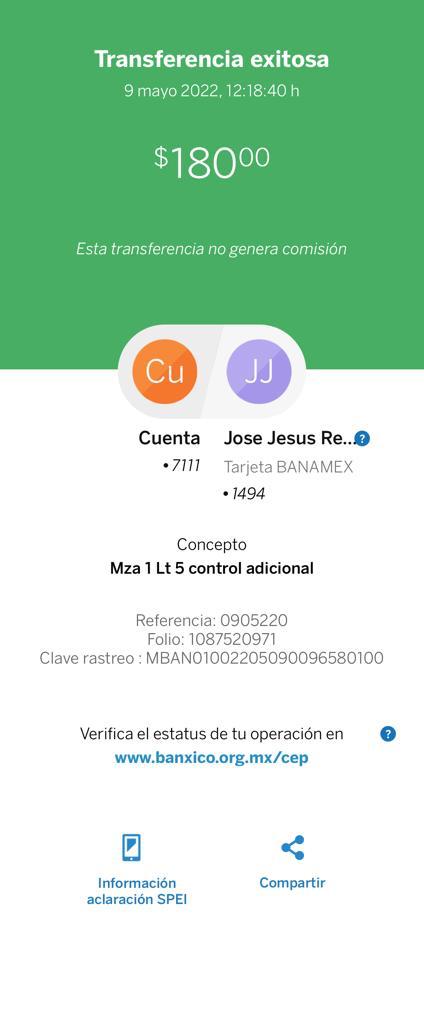 Transferencia exitosa
9 mayo 2022, 12:18:40 h
$18000
Esta transferencia no genera comisión
Cu
JJ
Cuenta
•7111
Jose Jesus Re...
?
Tarjeta BANAMEX
•1494
Concepto
Mza 1 Lt 5 control adicional
Referencia: 0905220
Folio: 1087520971
Clave rastreo : MBAN01002205090096580100
Verifica el estatus de tu operación en
?
www.banxico.org.mx/cep
Información
aclaración SPEI
Compartir